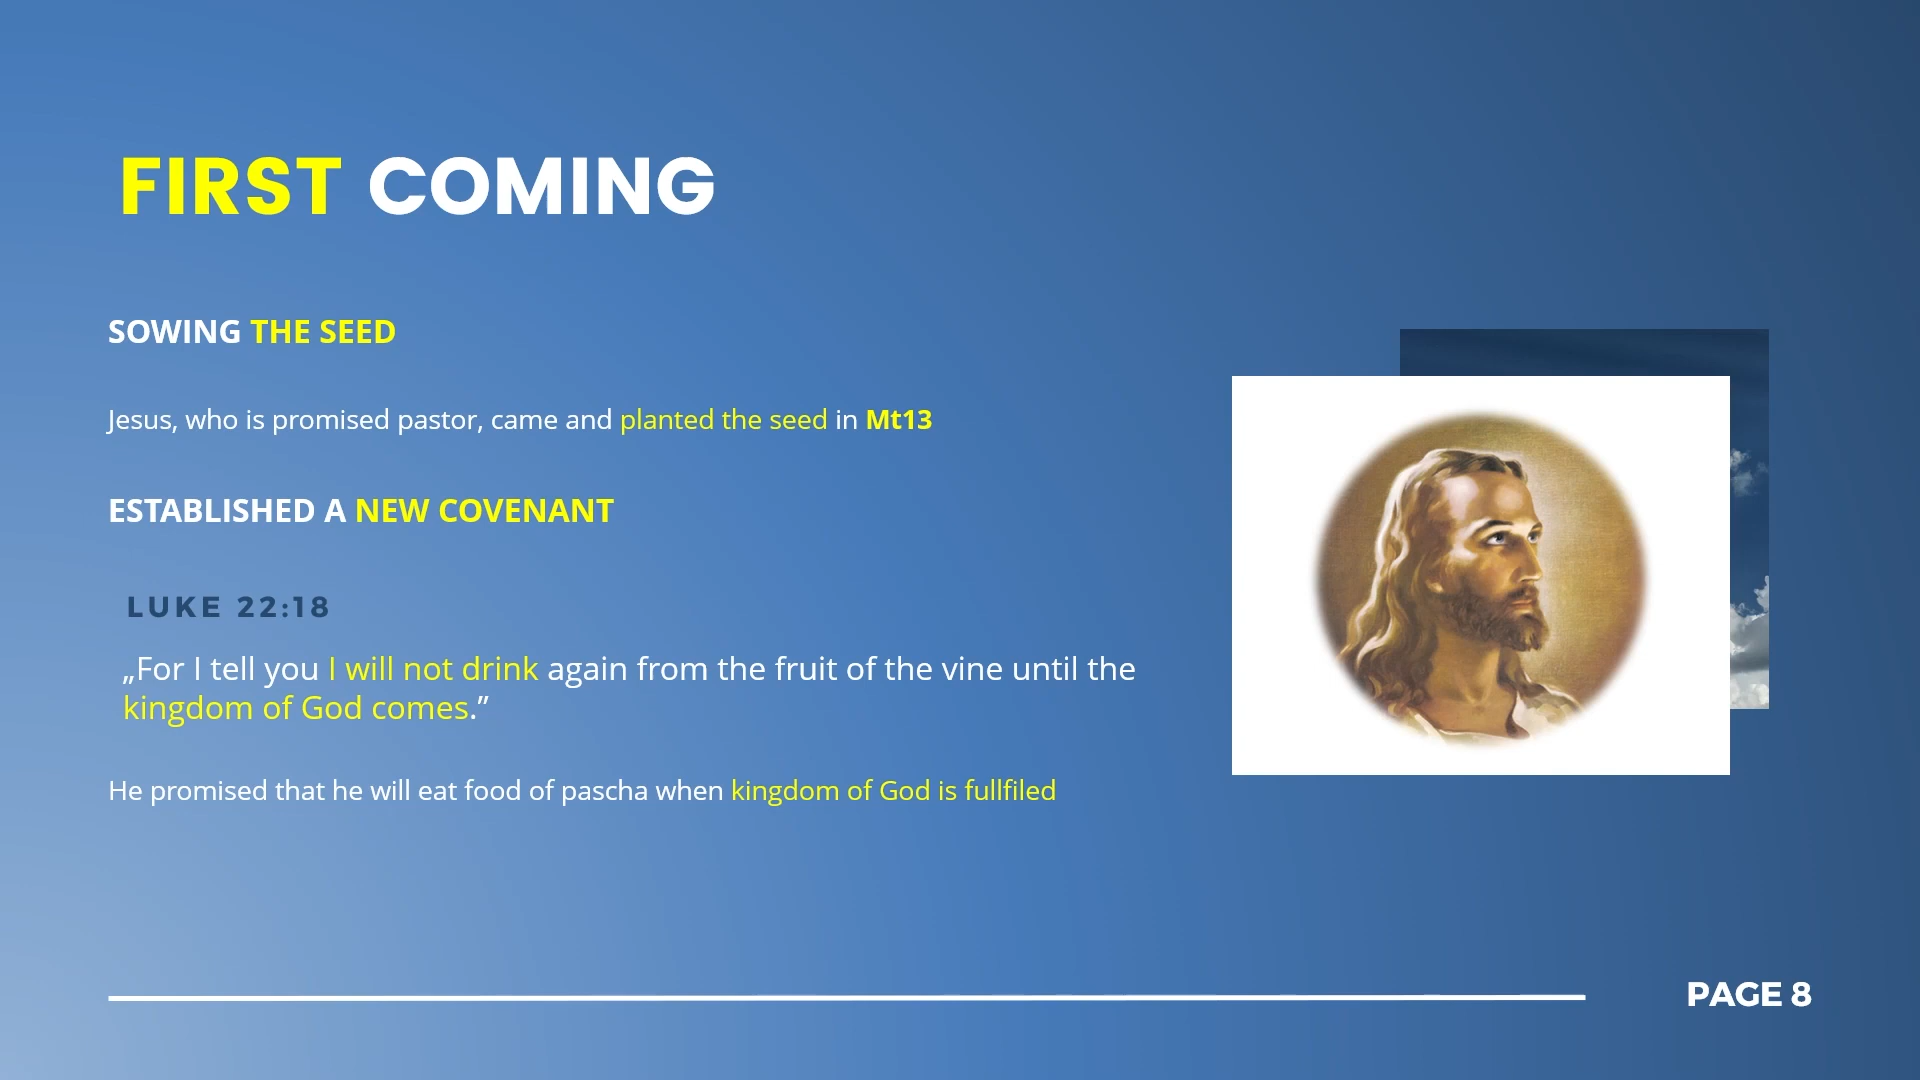 FIRST COMING
SOWING THE SEED
Jesus, who is promised pastor, came and planted the seed in Mt13
ESTABLISHED A NEW COVENANT
LUKE 22:18
„For I tell you I will not drink again from the fruit of the vine until the
kingdom of God comes.”
He promised that he will eat food of pascha when kingdom of God is fullfiled
PAGE 8